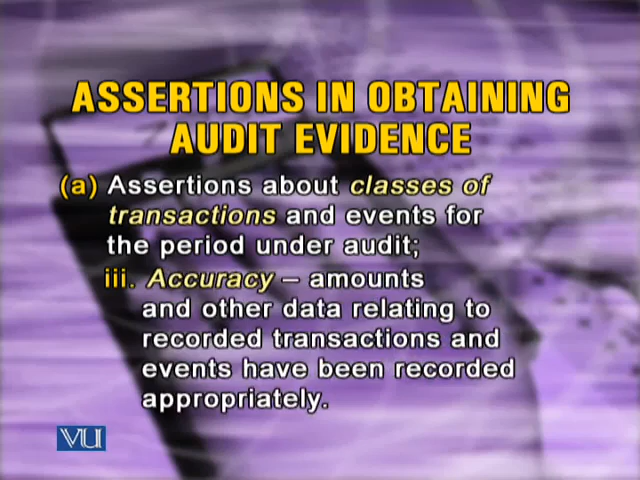 ASSERTIONS IN OBTAINING
AUDIT EVIDENCE
(a) Assertions about classes of
transactions and events for
the period under audit;
iii. Accuracy – amounts
and other data relating to
recorded transactions and
events have been recorded
appropriately.
VU